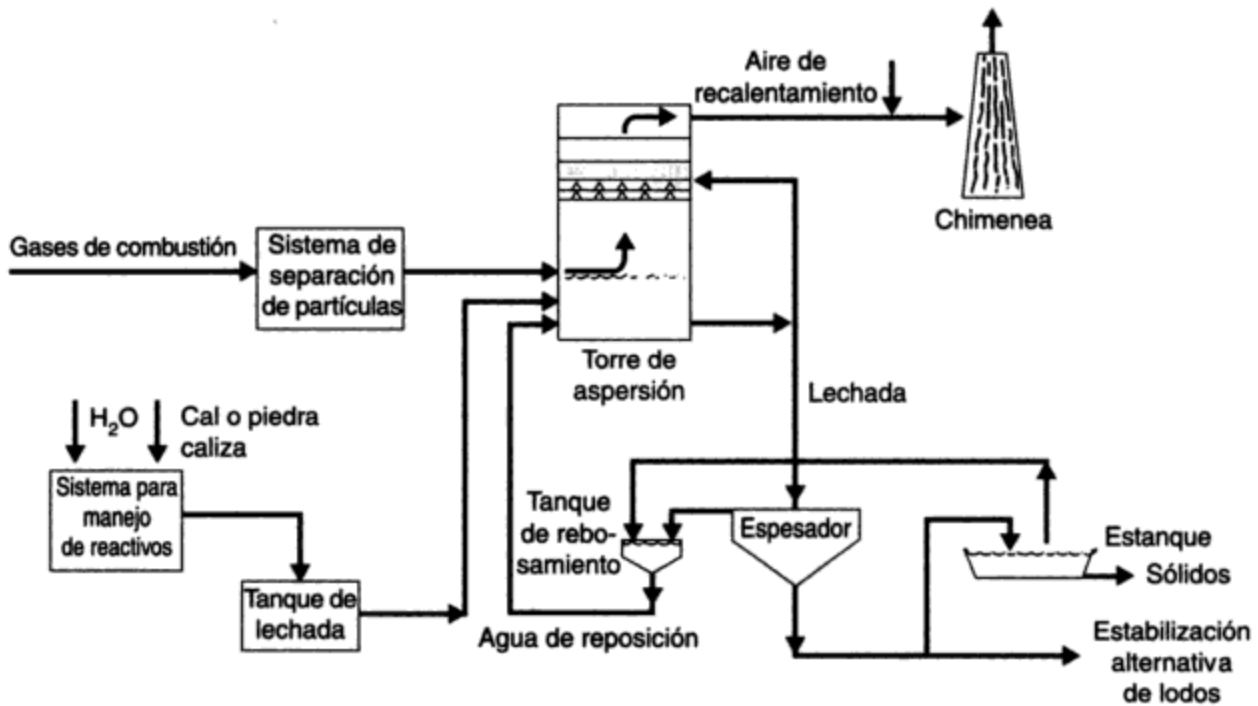 Aire de
recalentamiento
Chimenea
Gases de combustión
Sistema de
separación
de partículas
Torre de
aspersión
Lechada
H₂O
Cal o piedra
caliza
Sistema para
manejo
de reactivos
Tanque de
lechada
Tanque
de rebo-
samiento
Espesador
Agua de reposición
Estanque
Sólidos
Estabilización
alternativa
de lodos